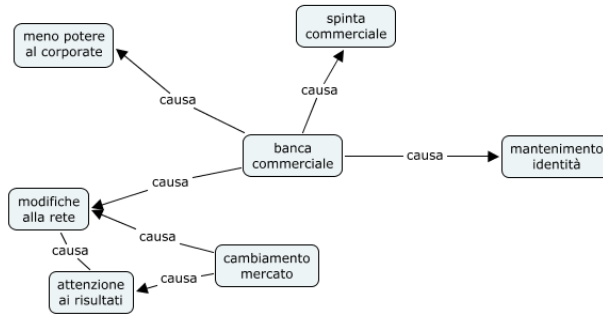 spinta
commerciale
meno potere
al corporate
causa
causa
banca
commerciale
causa
mantenimento
identità
causa
modifiche
alla rete
causa
causa
cambiamento
mercato
causa
attenzione
ai risultati